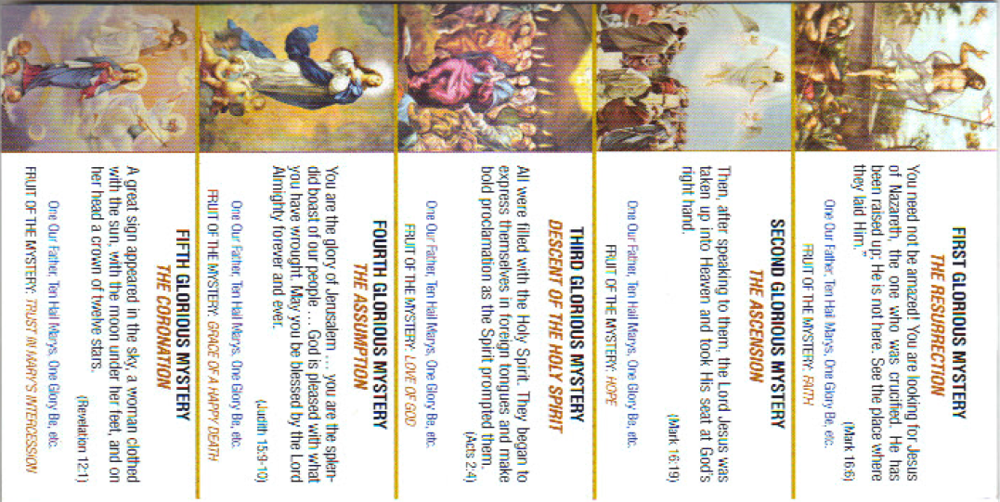 FIRST GLORIOUS MYSTERY
THE RESURRECTION
You need not be amazed! You are looking for Jesus
of Nazareth, the one who was crucified. He has
been raised up; He is not here. See the place where
they laid Him."
(Mark 16:6)
One Our Father, Ten Hail Marys, One Glory Be, etc.
FRUIT OF THE MYSTERY: FAITH
SECOND GLORIOUS MYSTERY
THE ASCENSION
Then, after speaking to them, the Lord Jesus was
taken up into Heaven and took His seat at God's
right hand.
(Mark 16:19)
One Our Father, Ten Hail Marys, One Glory Be, etc.
FRUIT OF THE MYSTERY: HOPE
THIRD GLORIOUS MYSTERY
DESCENT OF THE HOLY SPIRIT
All were filled with the Holy Spirit. They began to
express themselves in foreign tongues and make
bold proclamation as the Spirit prompted them.
(Acts 2:4)
One Our Father, Ten Hail Marys, One Glory Be, etc.
FRUIT OF THE MYSTERY: LOVE OF GOD
FOURTH GLORIOUS MYSTERY
THE ASSUMPTION
You are the glory of Jerusalem ... you are the splen-
did boast of our people ... God is pleased with what
you have wrought. May you be blessed by the Lord
Almighty forever and ever.
(Judith 15:9-10)
One Our Father, Ten Hail Marys, One Glory Be, etc.
FRUIT OF THE MYSTERY: GRACE OF A HAPPY DEATH
FIFTH GLORIOUS MYSTERY
THE CORONATION
A great sign appeared in the sky, a woman clothed
with the sun, with the moon under her feet, and on
her head a crown of twelve stars.
(Revelation 12:1)
One Our Father, Ten Hail Marys, One Glory Be, etc.
FRUIT OF THE MYSTERY: TRUST IN MARY'S INTERCESSION